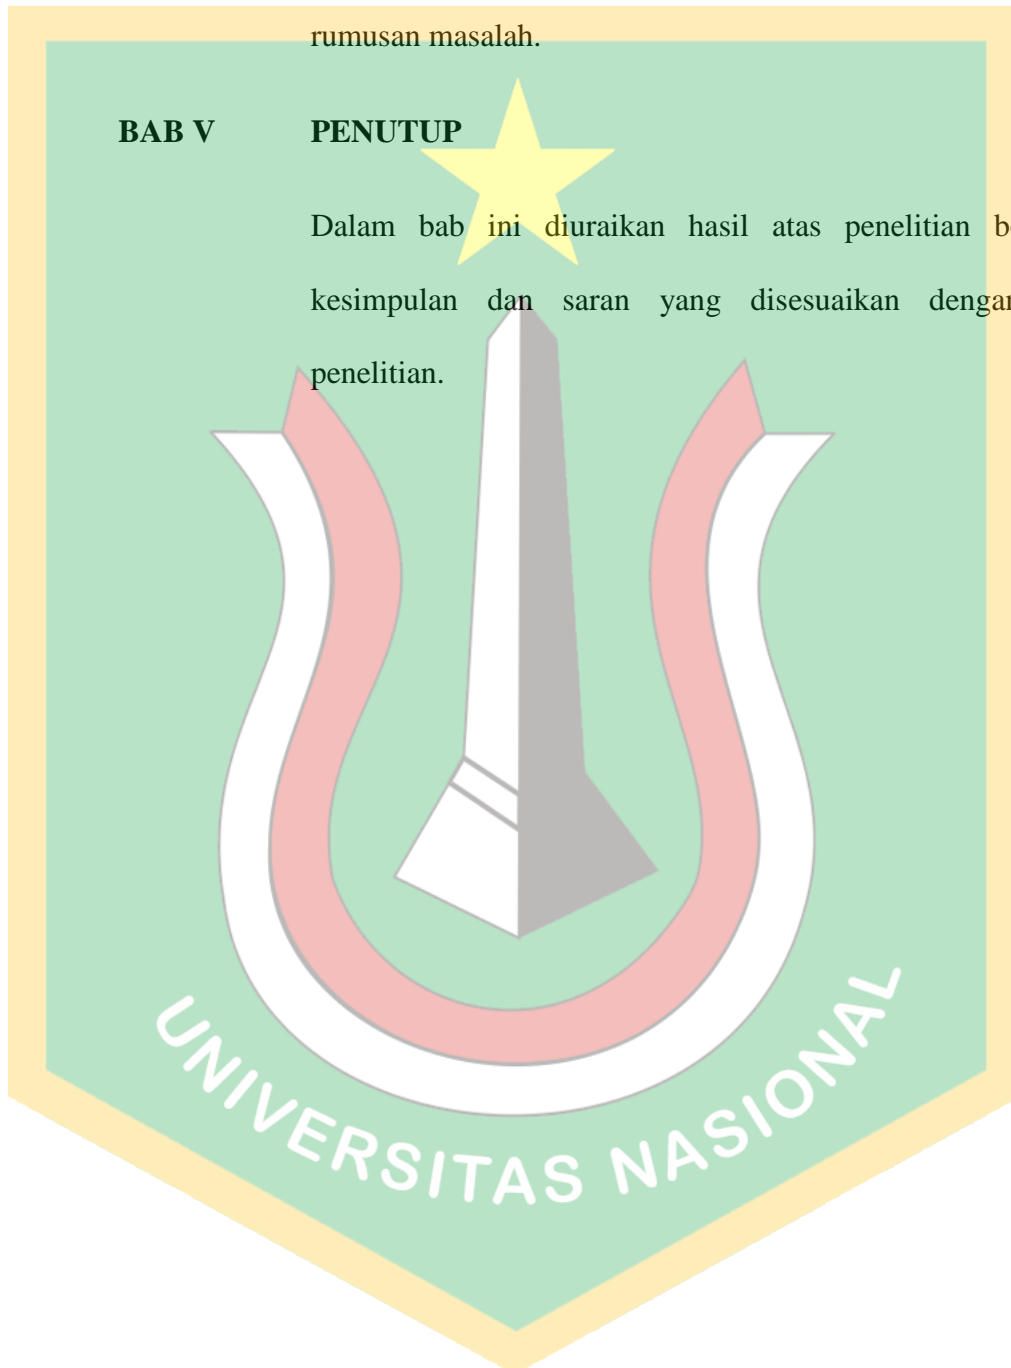 rumusan masalah.
BAB V PENUTUP
Dalam bab ini diuraikan hasil atas penelitian
kesimpulan dan saran yang disesuaikan
penelitian.
UNIVERSITAS NASIONAL